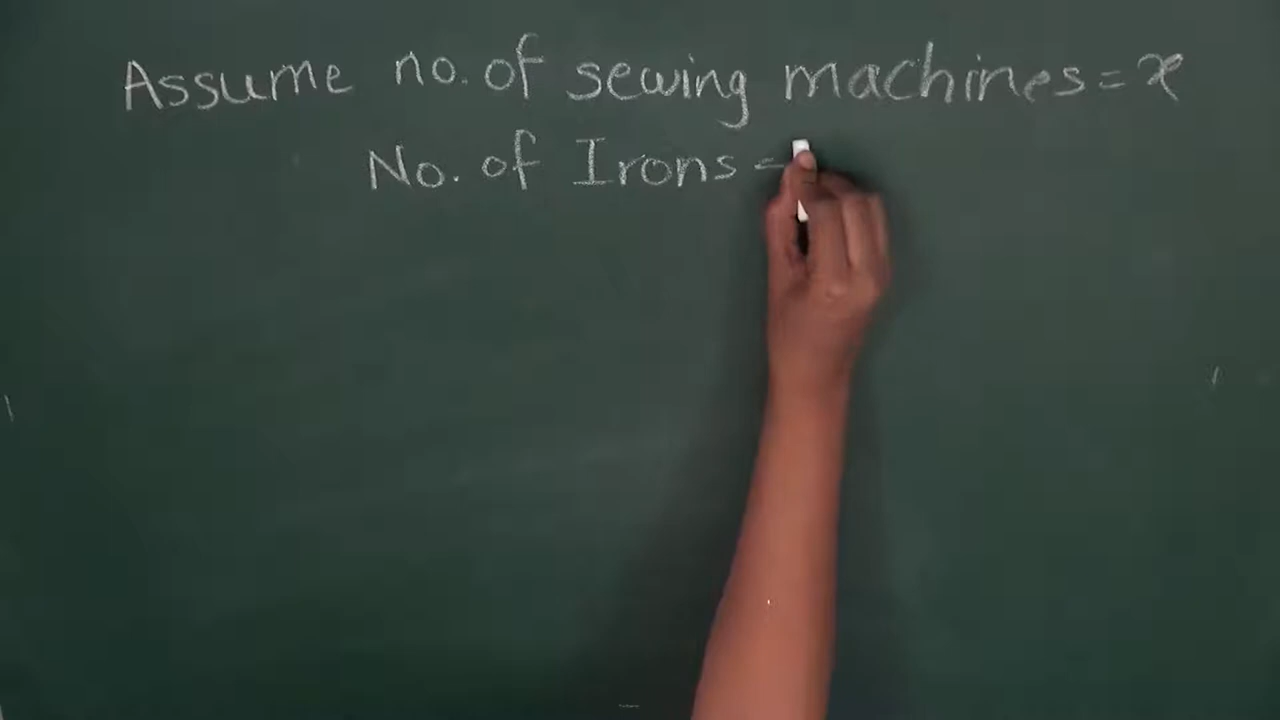 Assume no. of sewing machines = x
No. of Irons =